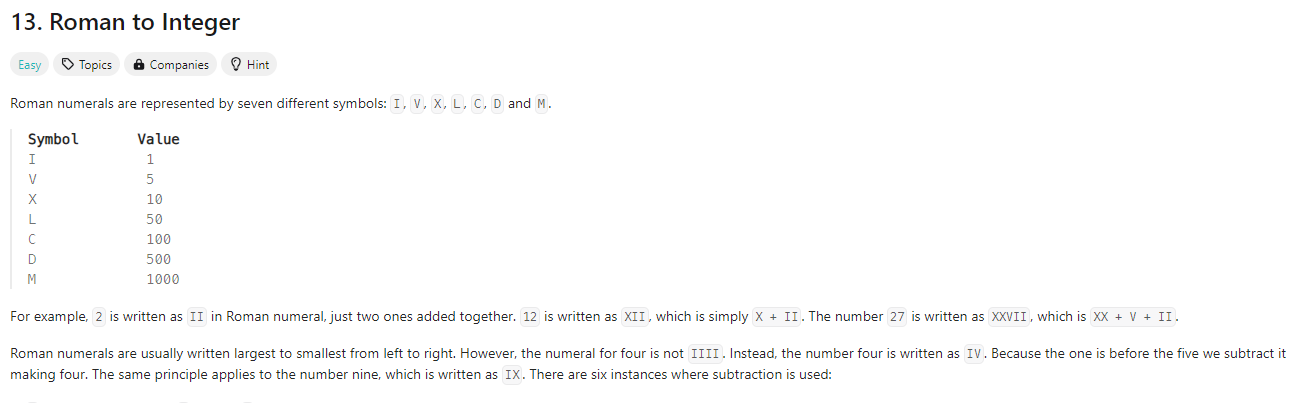 13. Roman to Integer
Easy Topics Companies Hint
Roman numerals are represented by seven different symbols: I, V, X, L, C, D and M.
Symbol Value
I 1
V 5
X 10
L 50
C 100
D 500
M 1000
For example, 2 is written as II in Roman numeral, just two ones added together. 12 is written as XII, which is simply X + II. The number 27 is written as XXVII, which is XX + V + II.
Roman numerals are usually written largest to smallest from left to right. However, the numeral for four is not IIII. Instead, the number four is written as IV. Because the one is before the five we subtract it
making four. The same principle applies to the number nine, which is written as IX. There are six instances where subtraction is used: